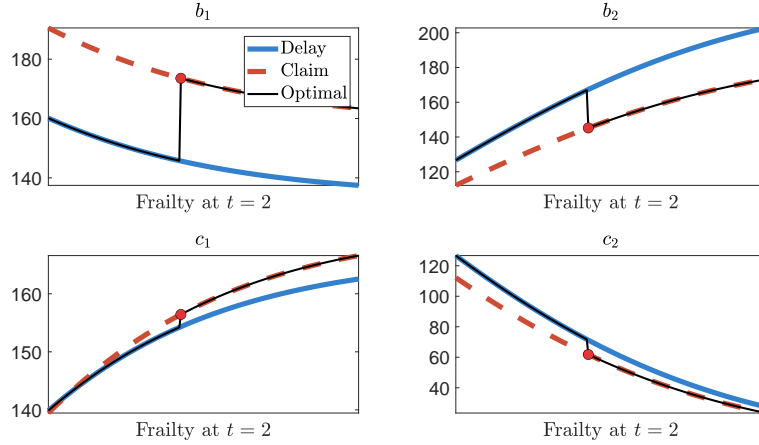 b₁
180
160
140
Delay
Claim
Optimal
Frailty at t = 2
b₂
200
180
160
140
120
Frailty at t = 2
c₁
160
150
140
Frailty at t = 2
c₂
120
100
80
60
40
Frailty at t = 2